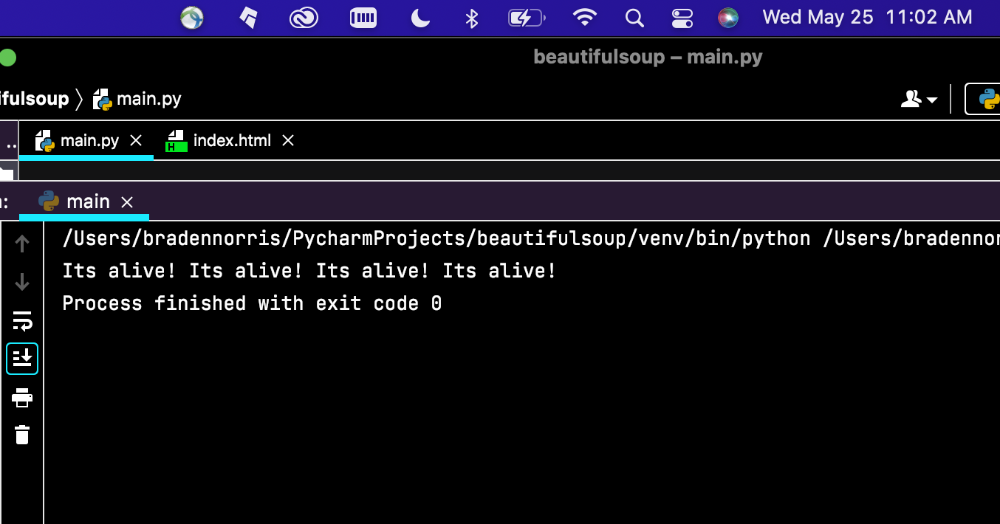 Wed May 25 11:02 AM
beautifulsoup – main.py
ifulsoup main.py
main.py index.html
main
/Users/bradennorris/PycharmProjects/beautifulsoup/venv/bin/python /Users/bradennor
Its alive! Its alive! Its alive! Its alive!
Process finished with exit code 0